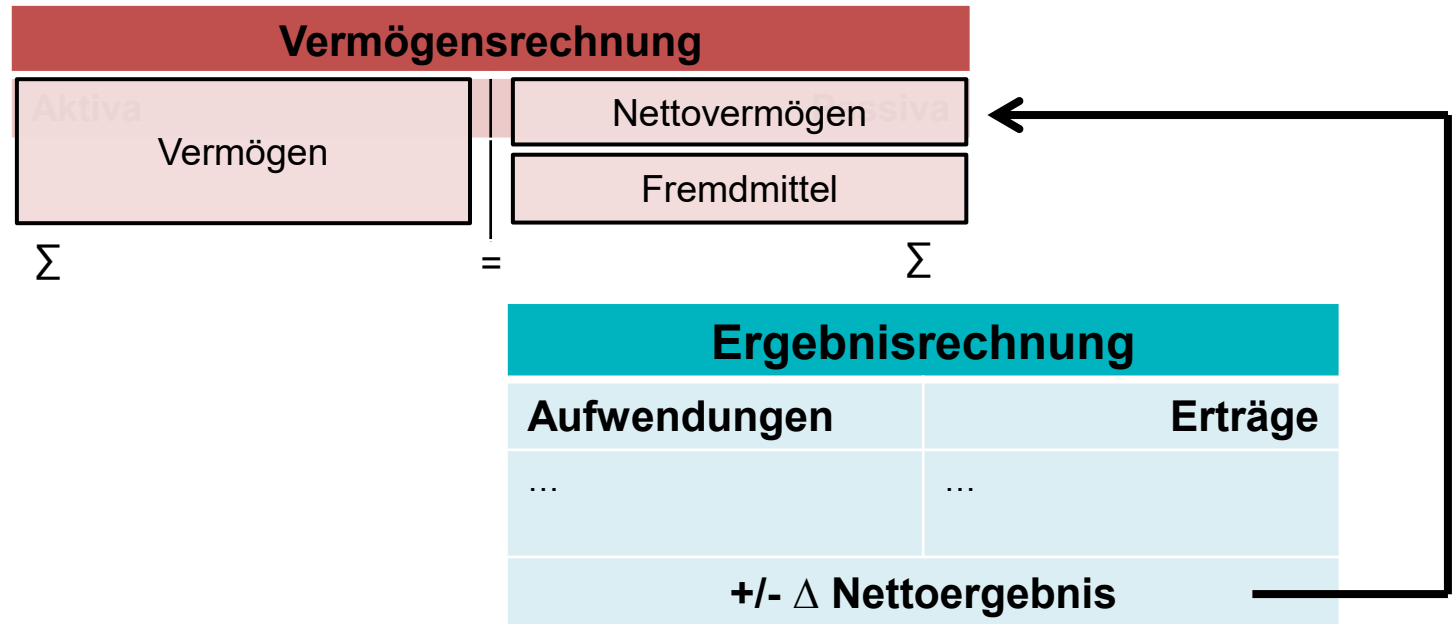 Vermögensrechnung
Aktiva Passiva
Nettovermögen
Vermögen
Fremdmittel
∑ = ∑
Ergebnisrechnung
Aufwendungen Erträge
... ...
+/- ∆ Nettoergebnis